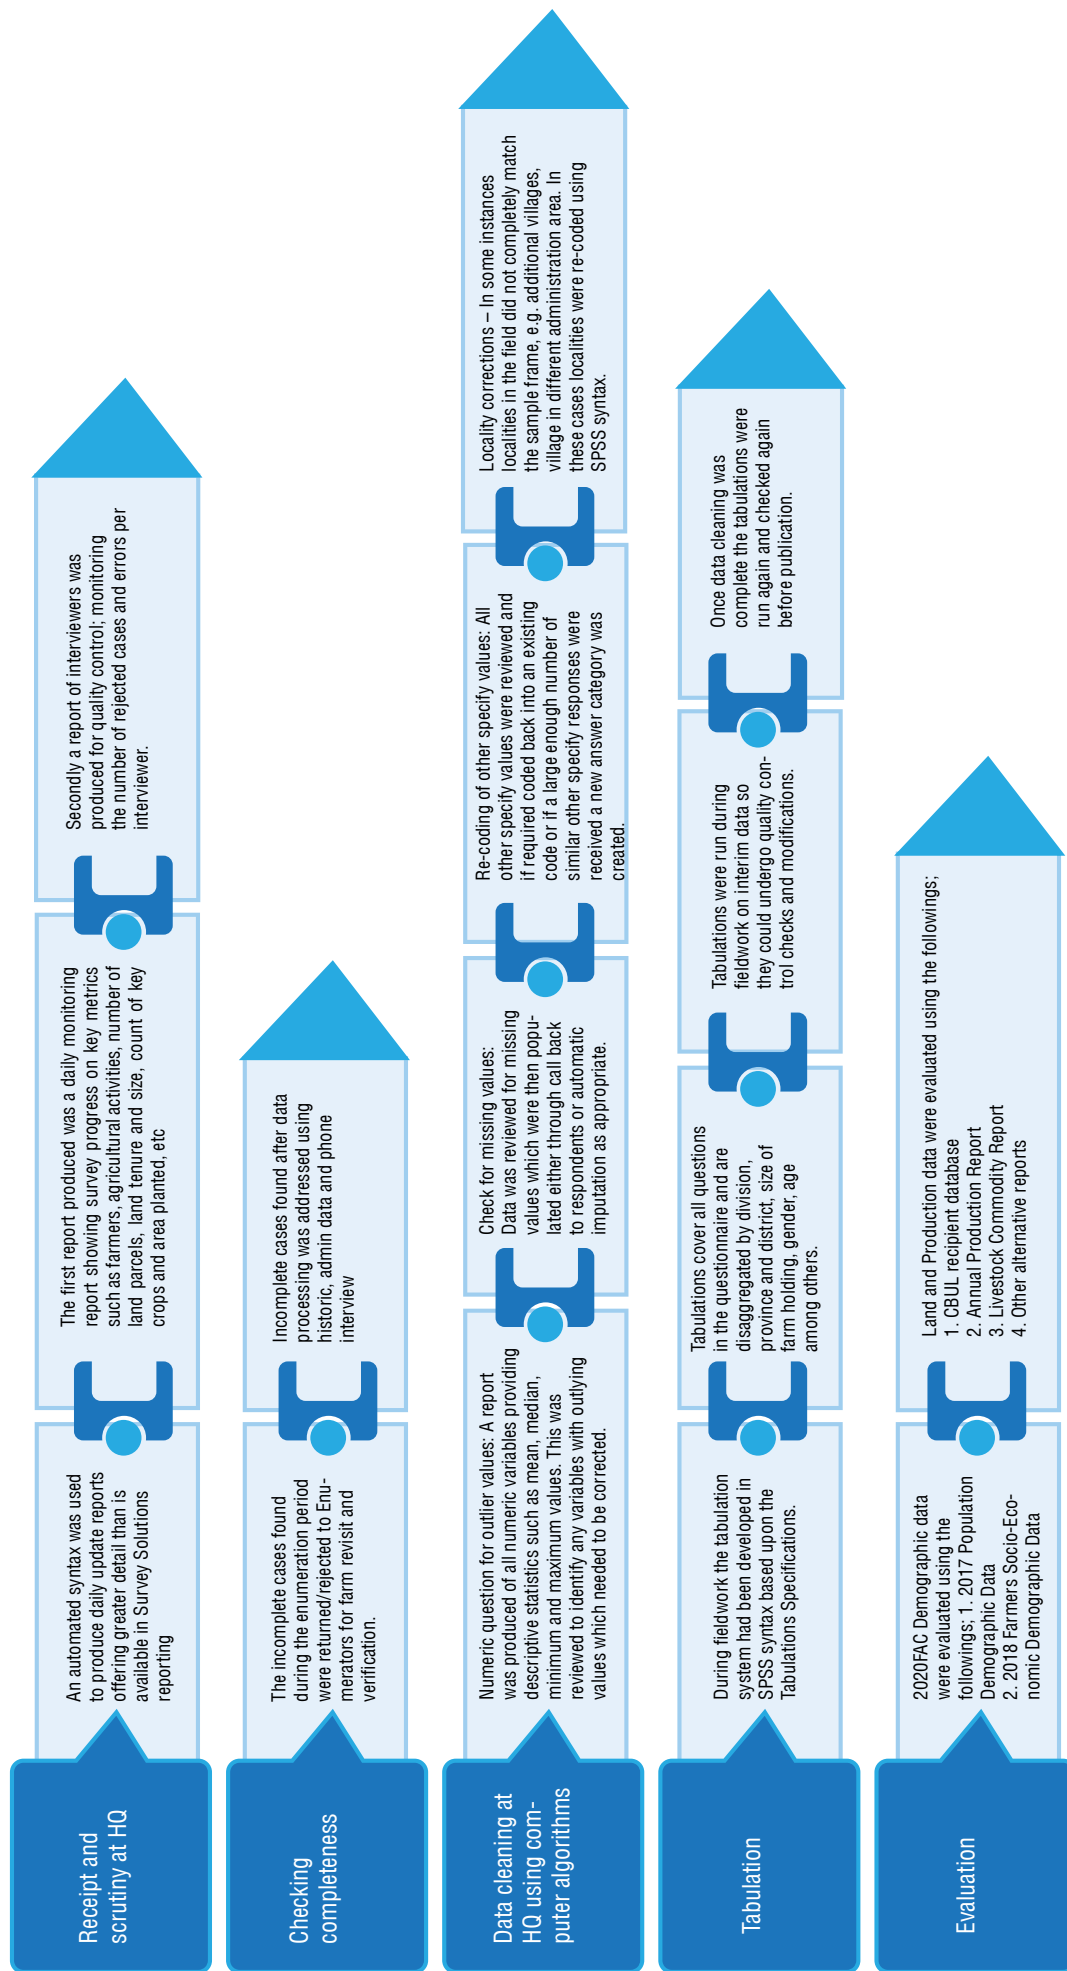 Receipt and
scrutiny at HQ
An automated syntax was used
to produce daily update reports
offering greater detail than is
available in Survey Solutions
reporting
The first report produced was a daily monitoring
report showing survey progress on key metrics
such as farmers, agricultural activities, number of
land parcels, land tenure and size, count of key
crops and area planted, etc
Secondly a report of interviewers was
produced for quality control; monitoring
the number of rejected cases and errors per
interviewer.
Checking
completeness
The incomplete cases found
during the enumeration period
were returned/rejected to Enu-
merators for farm revisit and
verification.
Incomplete cases found after data
processing was addressed using
historic, admin data and phone
interview
Data cleaning at
HQ using com-
puter algorithms
Numeric question for outlier values: A report
was produced of all numeric variables providing
descriptive statistics such as mean, median,
minimum and maximum values. This was
reviewed to identify any variables with outlying
values which needed to be corrected.
Check for missing values:
Data was reviewed for missing
values which were then popu-
lated either through call back
to respondents or automatic
imputation as appropriate.
Re-coding of other specify values: All
other specify values were reviewed and
if required coded back into an existing
code or if a large enough number of
similar other specify responses were
received a new answer category was
created.
Locality corrections – In some instances
localities in the field did not completely match
the sample frame, e.g. additional villages,
village in different administration area. In
these cases localities were re-coded using
SPSS syntax.
Tabulation
During fieldwork the tabulation
system had been developed in
SPSS syntax based upon the
Tabulations Specifications.
Tabulations cover all questions
in the questionnaire and are
disaggregated by division,
province and district, size of
farm holding, gender, age
among others.
Tabulations were run during
fieldwork on interim data so
they could undergo quality con-
trol checks and modifications.
Once data cleaning was
complete the tabulations were
run again and checked again
before publication.
Evaluation
2020FAC Demographic data
were evaluated using the
followings; 1. 2017 Population
Demographic Data
2. 2018 Farmers Socio-Eco-
nomic Demographic Data
Land and Production data were evaluated using the followings;
1. CBUL recipient database
2. Annual Production Report
3. Livestock Commodity Report
4. Other alternative reports